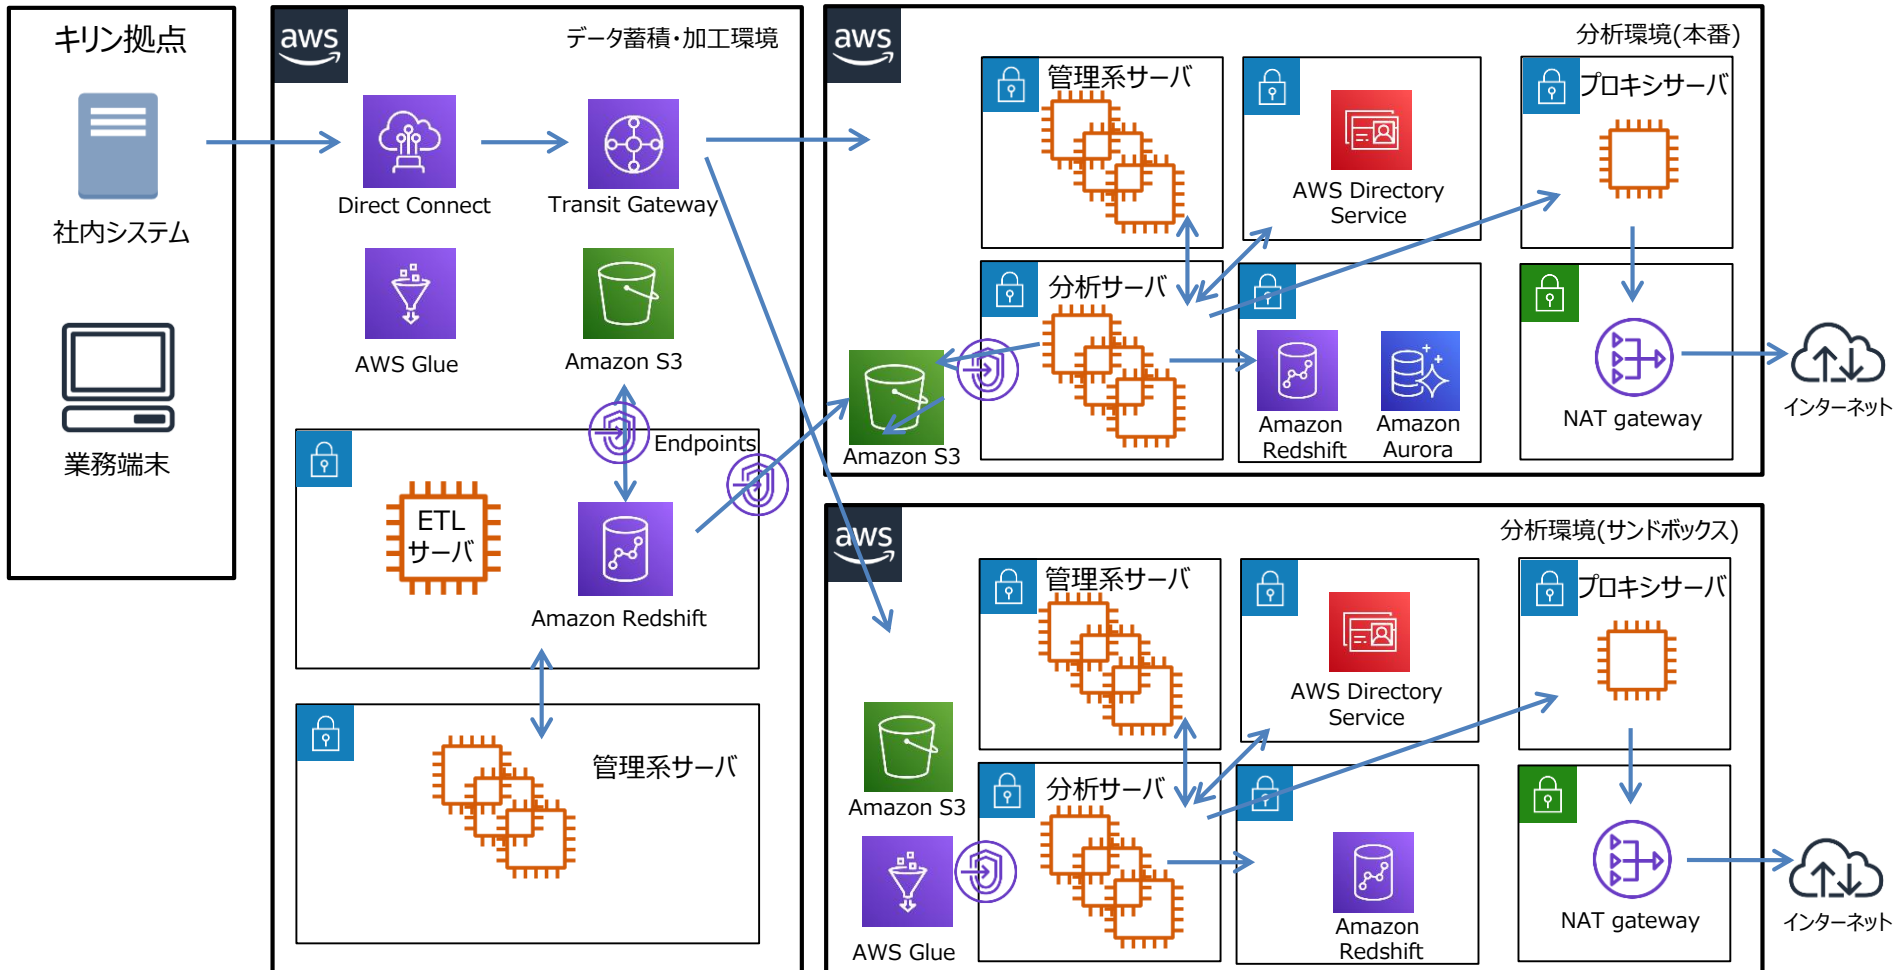 キリン拠点
社内システム
業務端末
aws
データ蓄積・加工環境
Direct Connect
Transit Gateway
AWS Glue
Amazon S3
Endpoints
ETL
サーバ
Amazon Redshift
管理系サーバ
aws
分析環境(本番)
管理系サーバ
AWS Directory
Service
プロキシサーバ
分析サーバ
Amazon S3
Amazon
Redshift
Amazon
Aurora
NAT gateway
インターネット
aws
分析環境(サンドボックス)
管理系サーバ
AWS Directory
Service
プロキシサーバ
Amazon S3
分析サーバ
AWS Glue
Amazon
Redshift
NAT gateway
インターネット